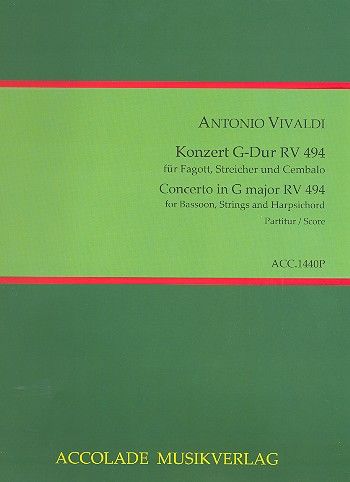 ANTONIO VIVALDI
Konzert G-Dur RV 494
für Fagott, Streicher und Cembalo
Concerto in G major RV 494
for Bassoon, Strings and Harpsichord
Partitur / Score
ACC.1440P
ACCOLADE MUSIKVERLAG